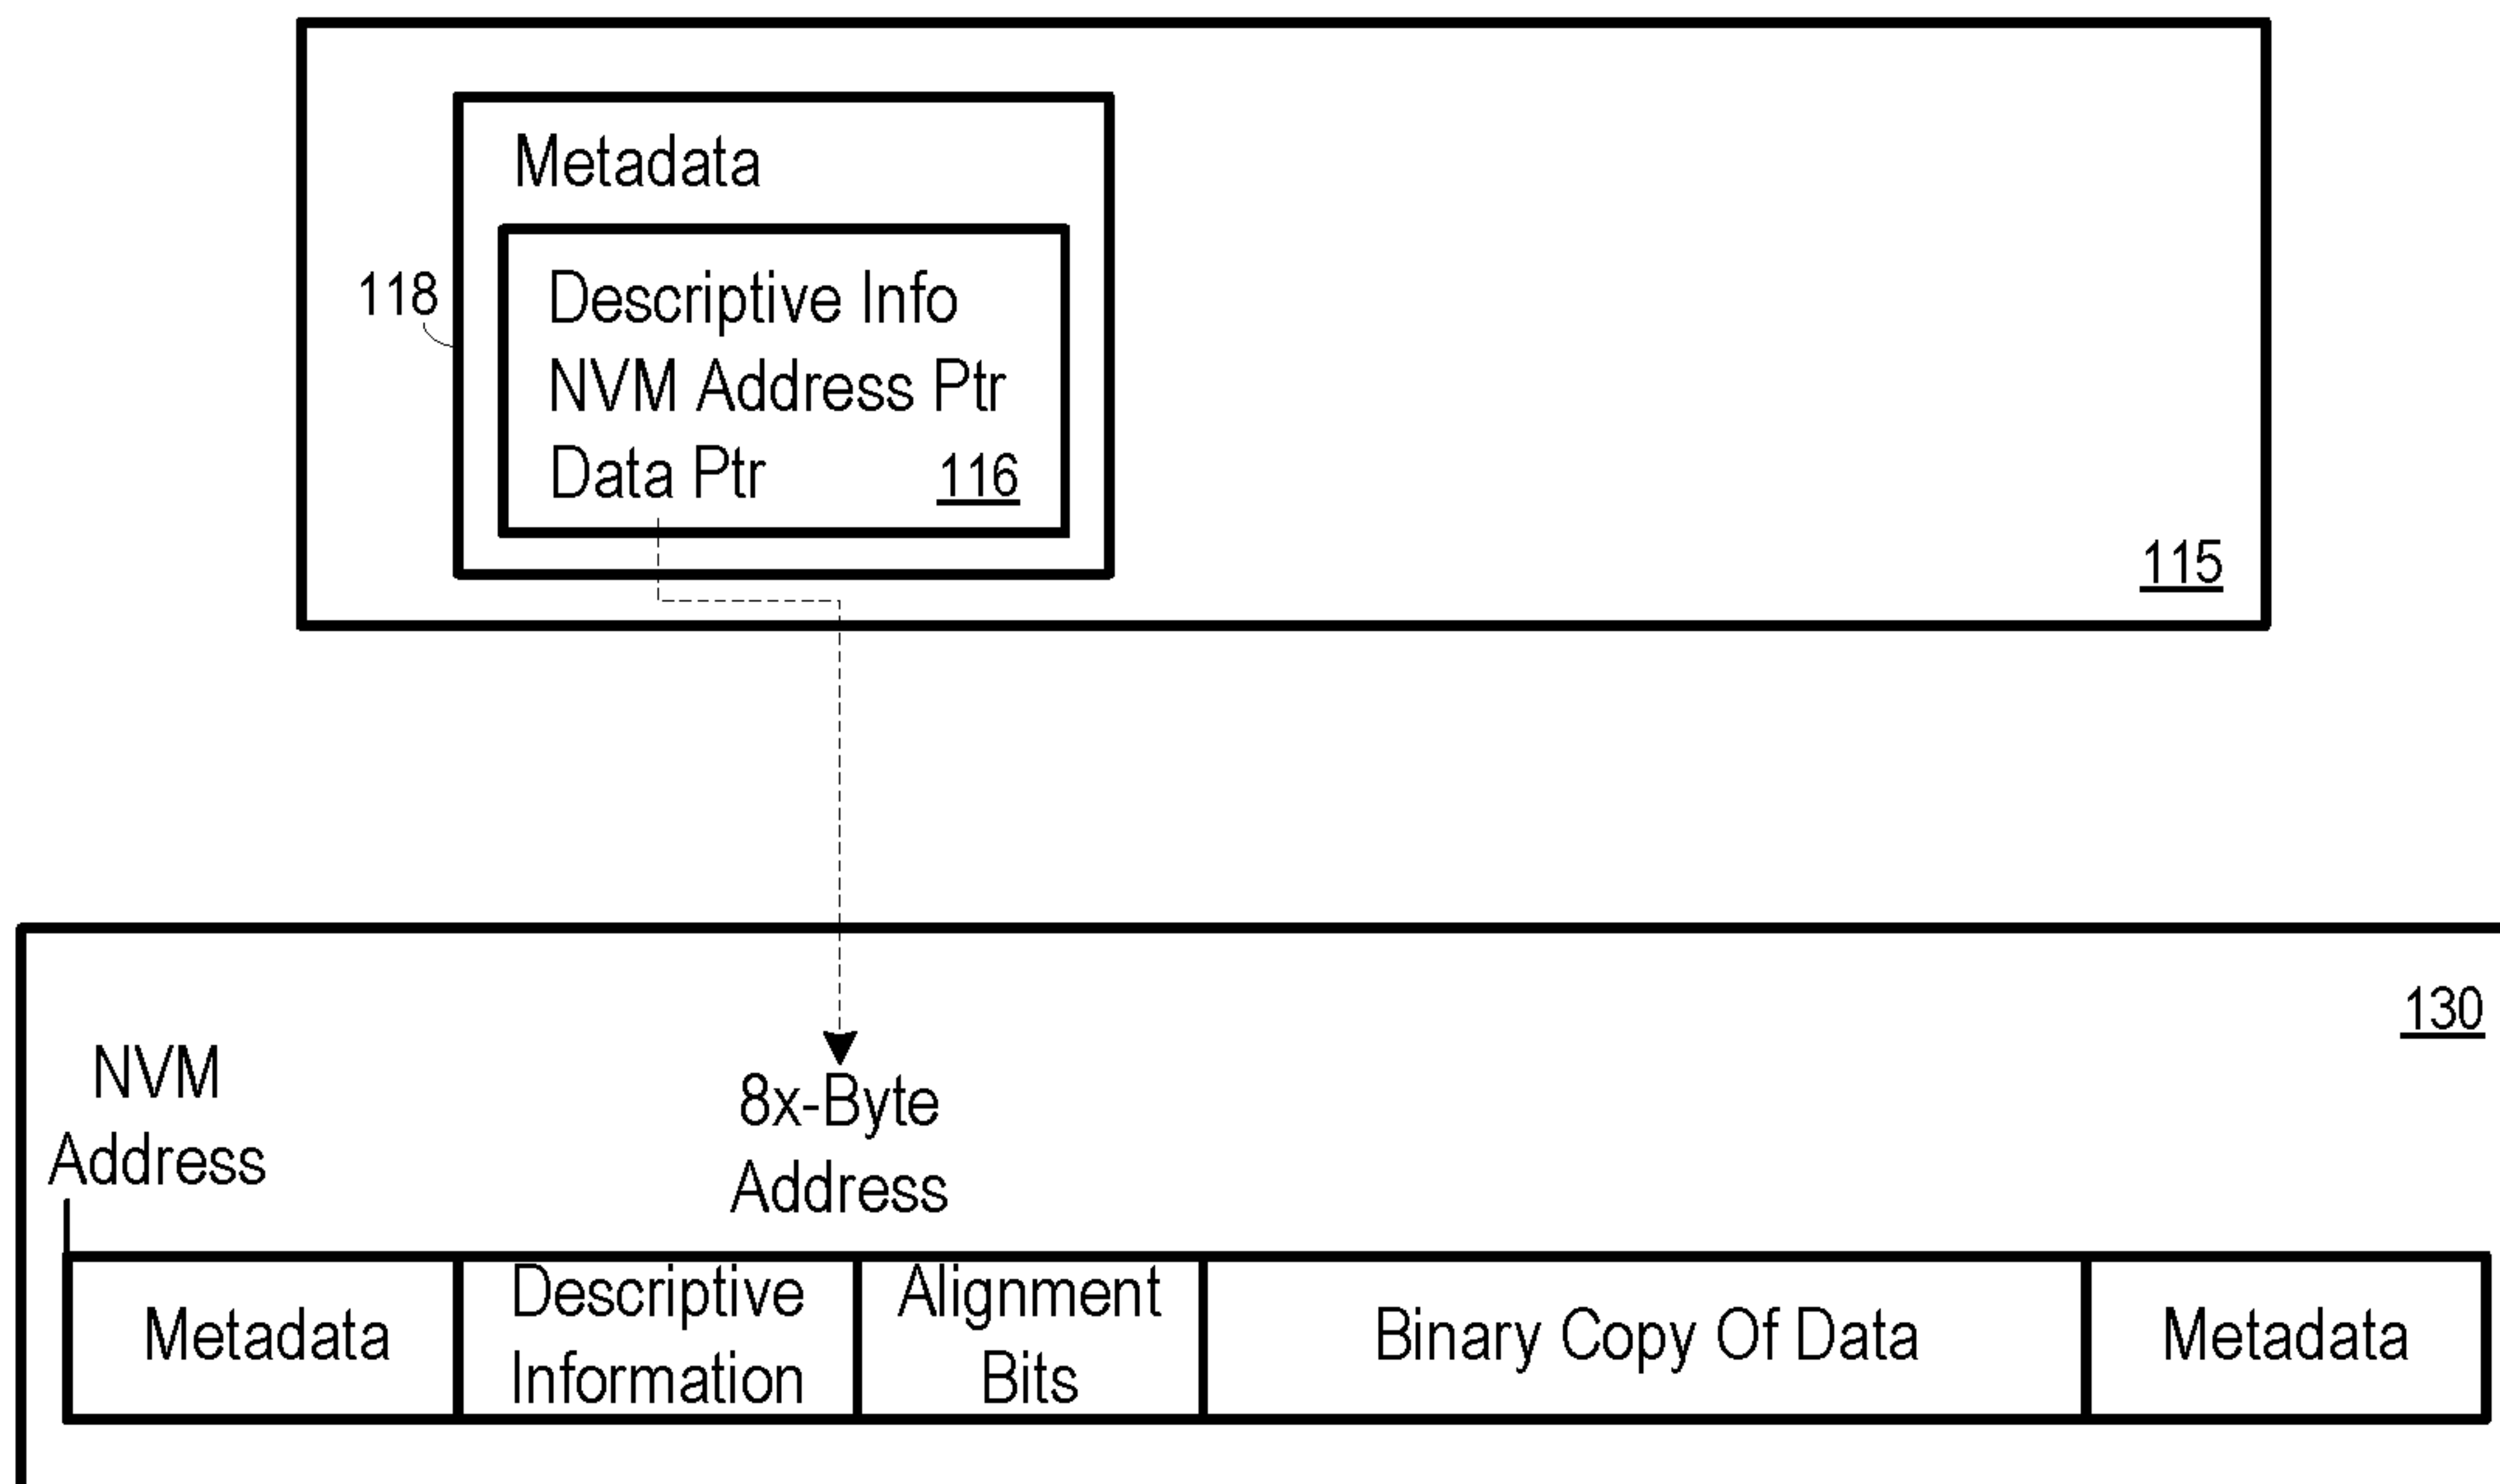 Metadata
118
Descriptive Info
NVM Address Ptr
Data Ptr
116
115
130
NVM
Address
8x-Byte
Address
Metadata
Descriptive
Information
Alignment
Bits
Binary Copy Of Data
Metadata